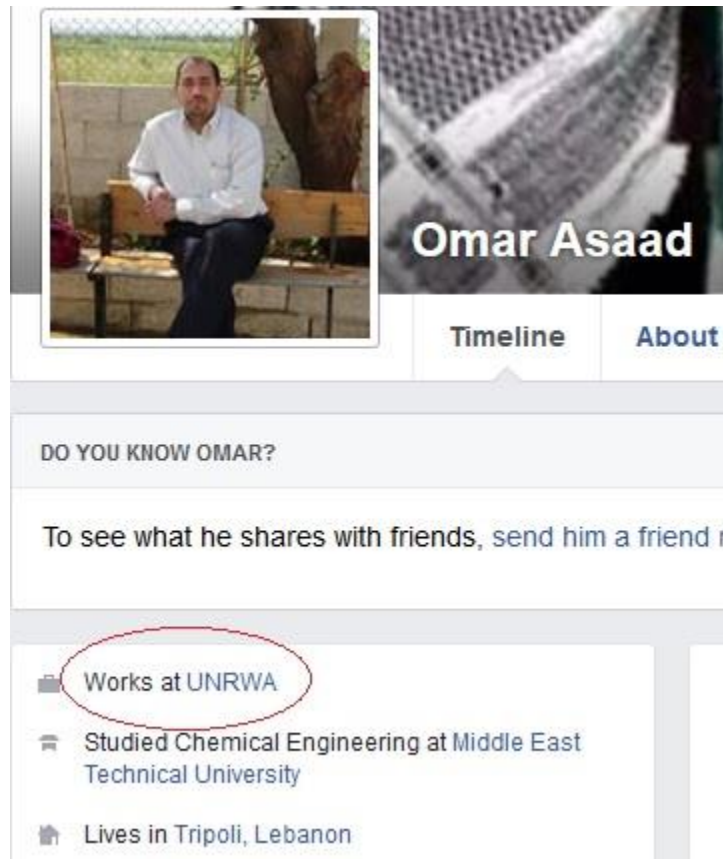 Omar Asaad
Timeline About
DO YOU KNOW OMAR?
To see what he shares with friends, send him a friend
Works at UNRWA
Studied Chemical Engineering at Middle East
Technical University
Lives in Tripoli, Lebanon